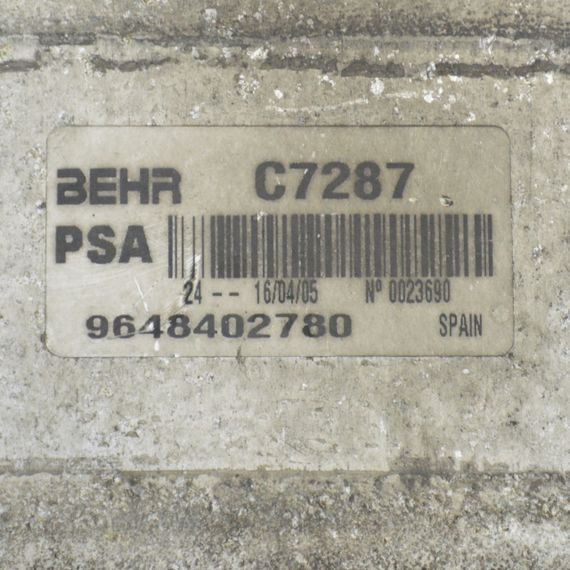 BEHR C7287
PSA
24 -- 16/04/05 Nº 0023690
9648402780 SPAIN